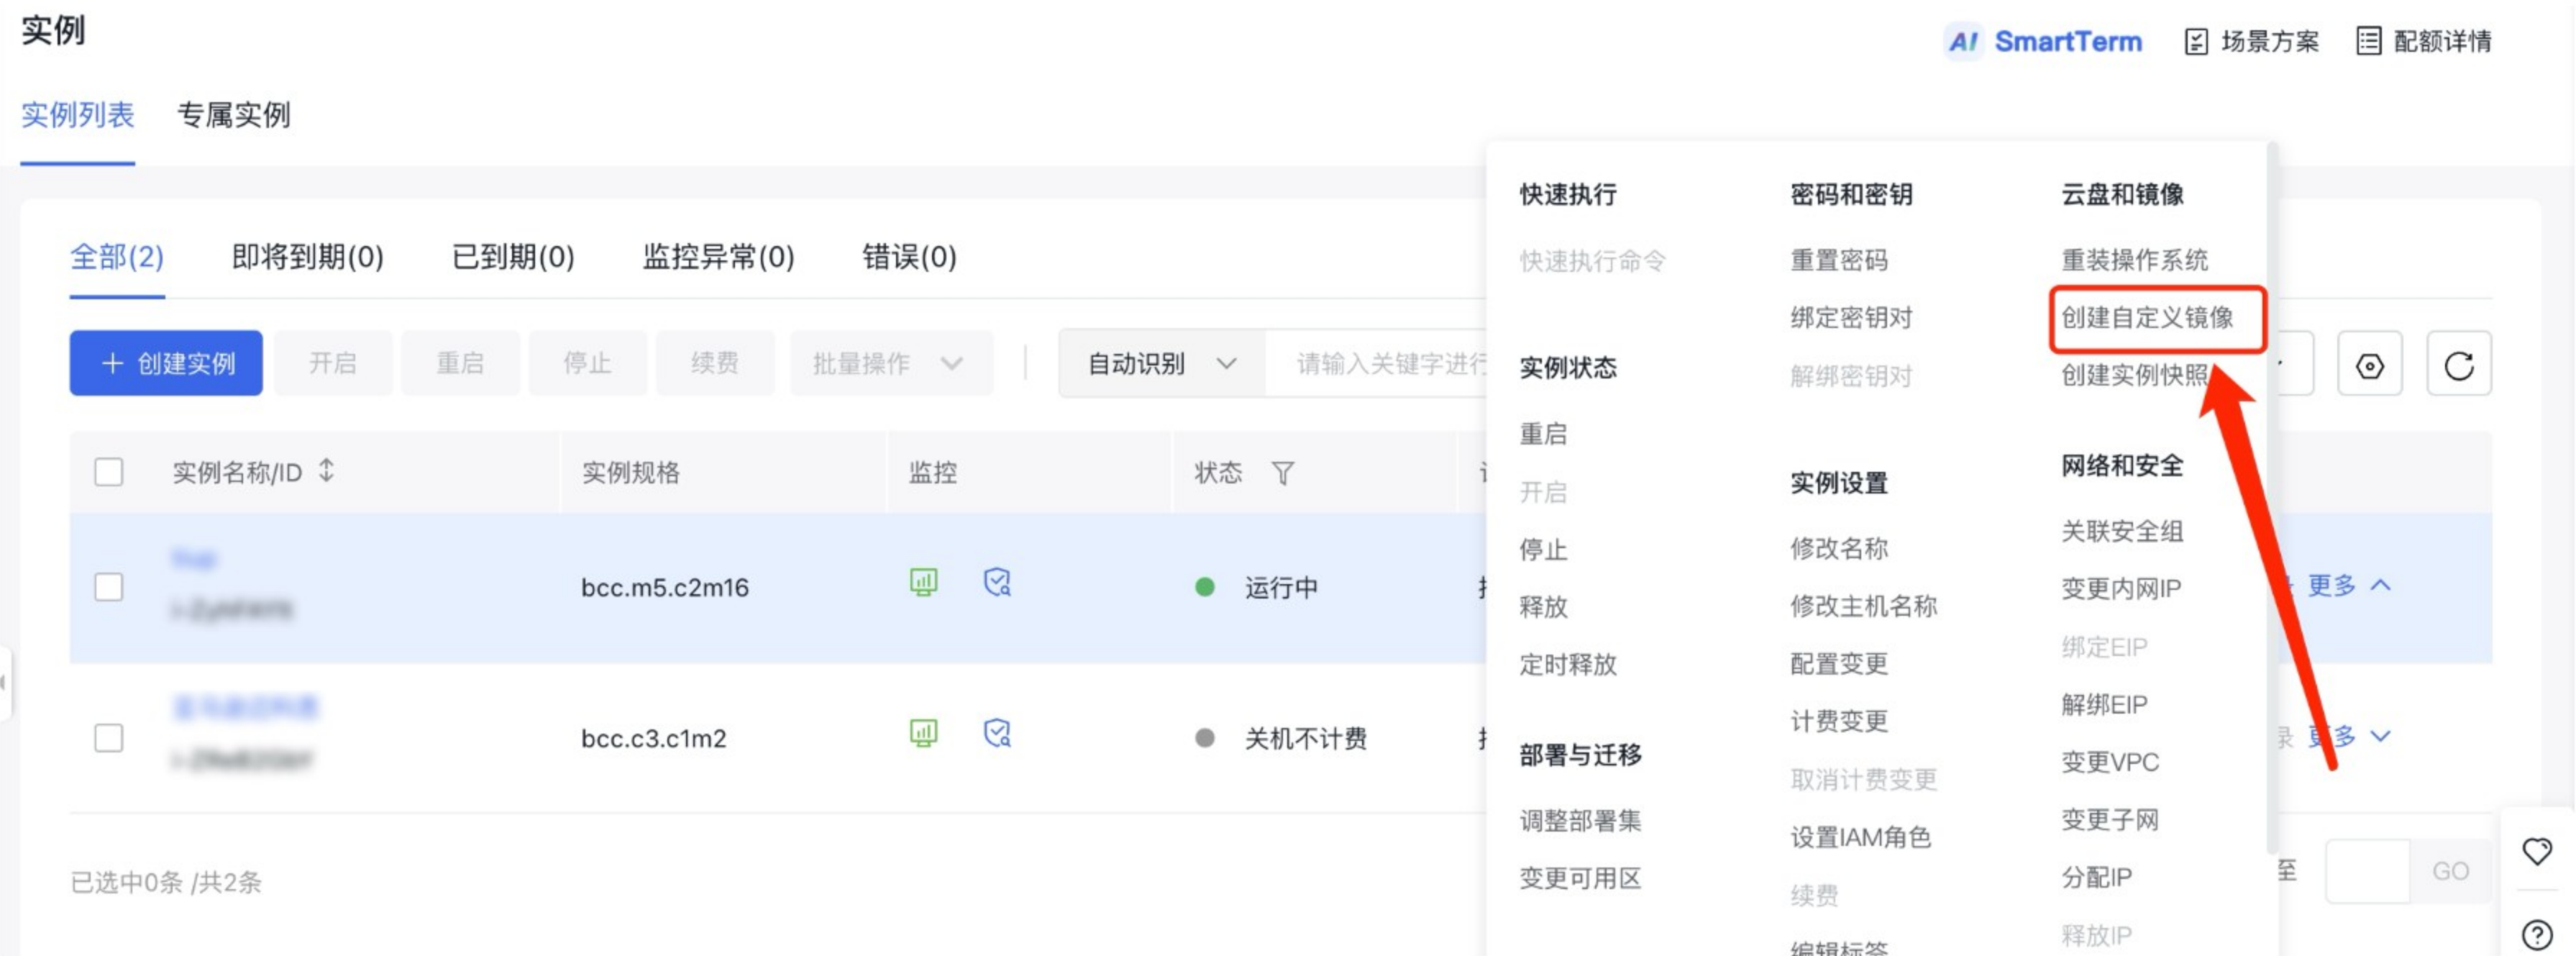 实例
AI SmartTerm
场景方案
配额详情
实例列表
专属实例
全部(2)
即将到期(0)
已到期(0)
监控异常(0)
错误(0)
+ 创建实例
开启
重启
停止
续费
批量操作
自动识别
请输入关键字进行
实例名称/ID
实例规格
监控
状态
bcc.m5.c2m16
运行中
更多
bcc.c3.c1m2
关机不计费
录
更多
已选中0条 /共2条
至
GO
快速执行
快速执行命令
实例状态
重启
开启
停止
释放
定时释放
部署与迁移
调整部署集
变更可用区
密码和密钥
重置密码
绑定密钥对
解绑密钥对
实例设置
修改名称
修改主机名称
配置变更
计费变更
取消计费变更
设置IAM角色
续费
编辑标签
云盘和镜像
重装操作系统
创建自定义镜像
创建实例快照
网络和安全
关联安全组
变更内网IP
绑定EIP
解绑EIP
变更VPC
变更子网
分配IP
释放IP